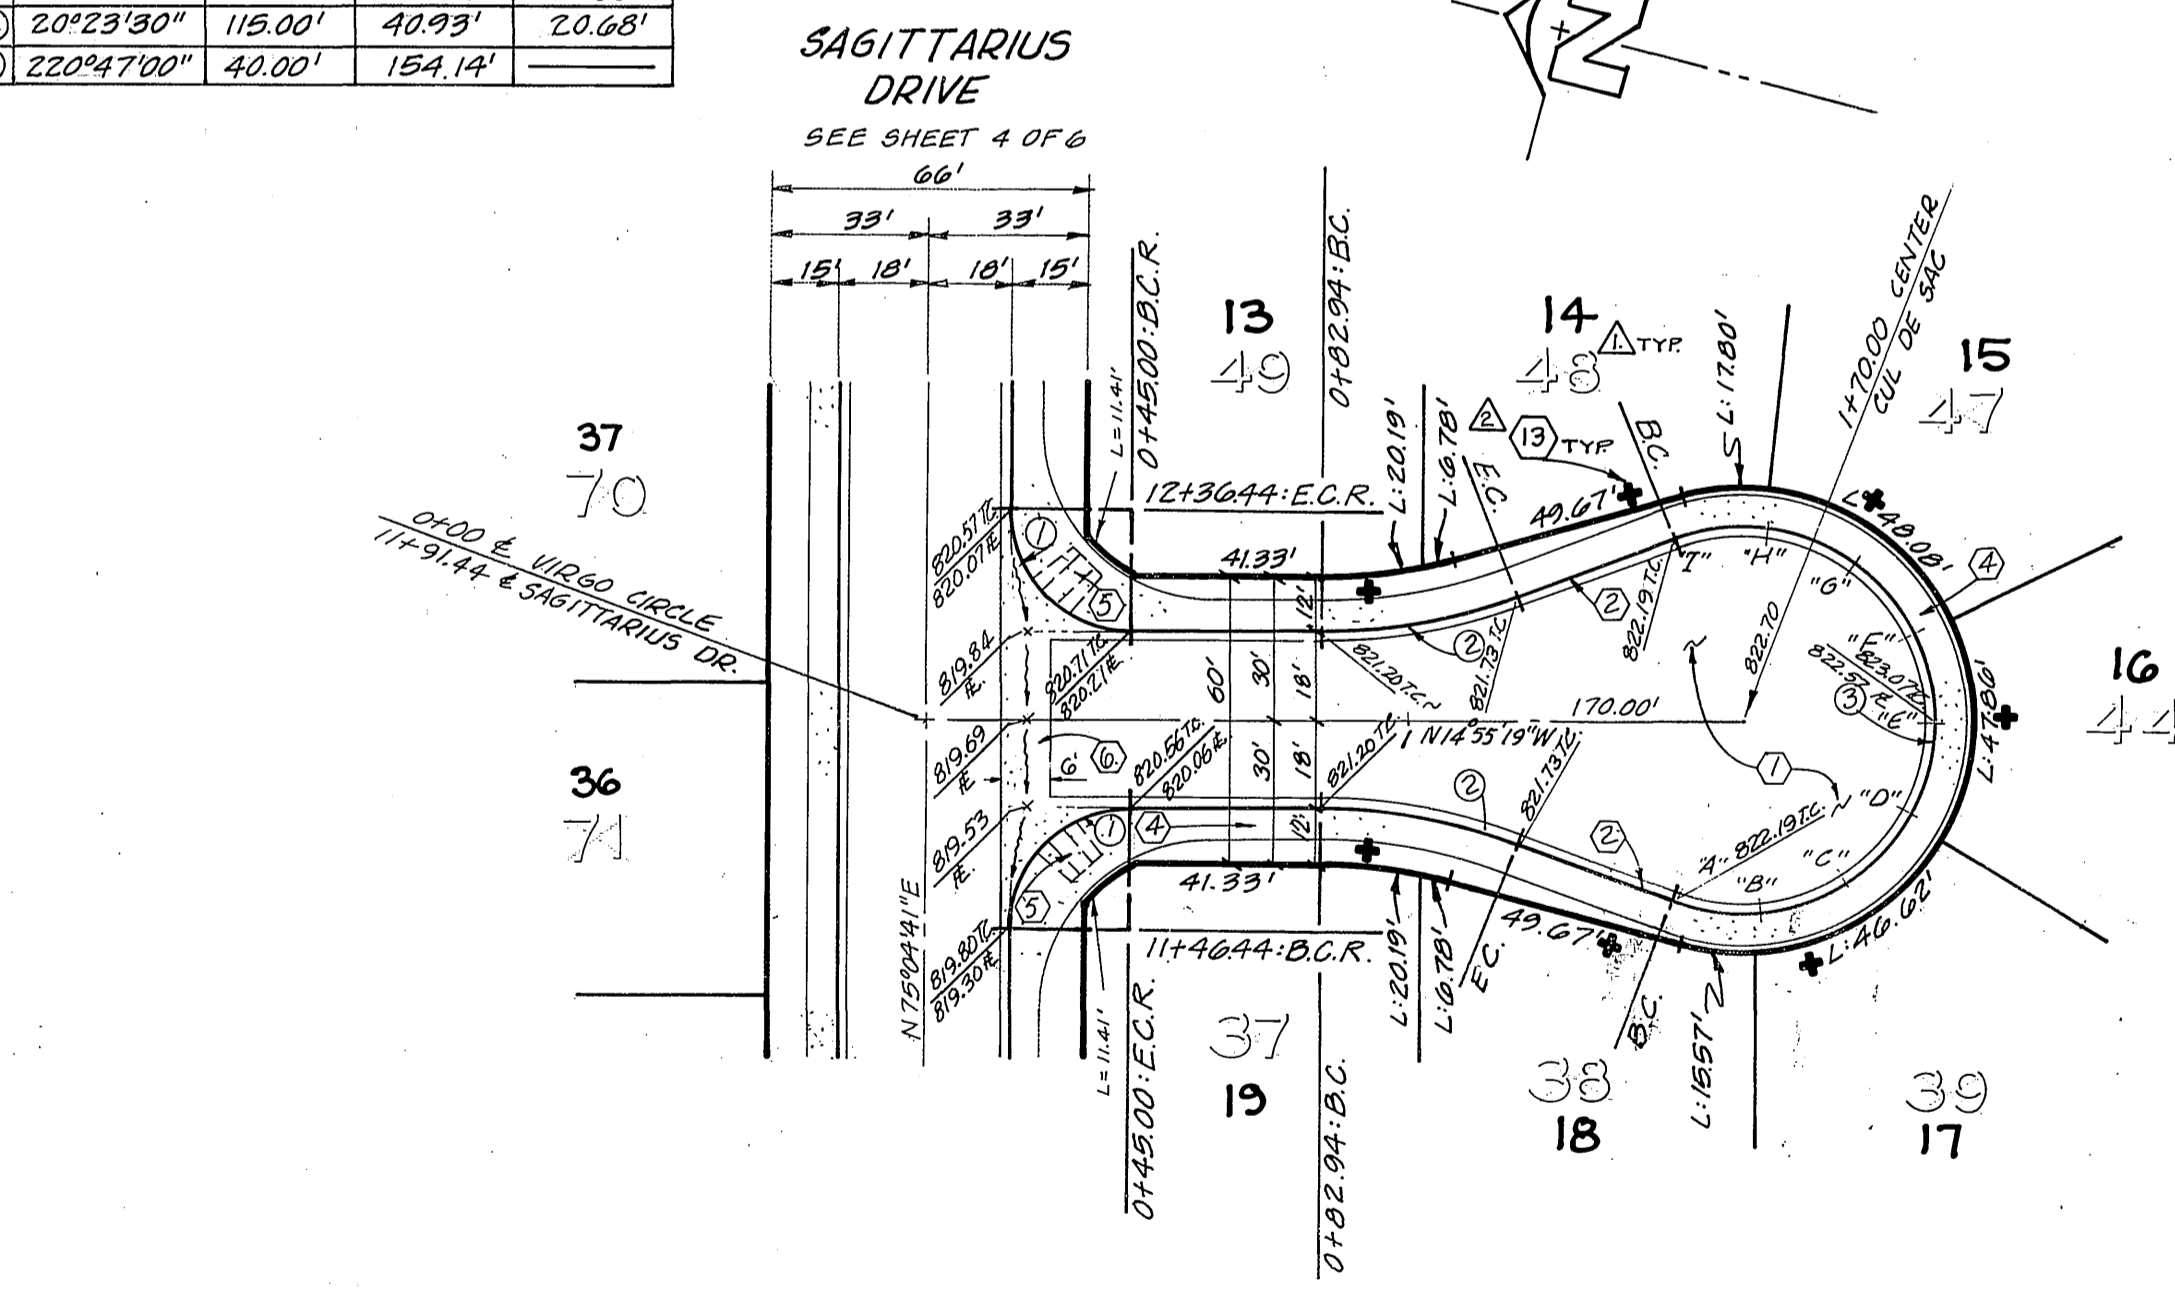 20°23'30" 115.00' 40.93' 20.68'
220°47'00" 40.00' 154.14'
SAGITTARIUS
DRIVE
SEE SHEET 4 OF 6
N
66'
33' 33'
15' 18' 18' 15'
0+45.00:B.C.R.
0+82.94:B.C.
L=11.41'
13
49
14
48
1. TYP.
2
13 TYP.
L:17.80'
1+70.00 CENTER
CUL DE SAC
15
47
37
70
0+00 ℄ VIRGO CIRCLE
11+91.44 ℄ SAGITTARIUS DR.
12+36.44:E.C.R.
L:20.19'
L:6.78'
E.C.
49.67'
B.C.
L:48.08'
4
820.57 T.C.
820.07 F℄
1
5
41.33'
12'
2
2
"I"
"H"
"G"
"F"
819.84
F℄
820.71 T.C.
820.21 F℄
60'
30'
18'
821.20 T.C.
821.73 T.C.
822.19 T.C.
822.70
823.07 T.C.
822.57 F℄
3
"E"
16
44
L:47.86'
170.00'
N14°55'19"W
819.69
F℄
6'
6
820.56 T.C.
820.06 F℄
30'
18'
821.20 T.C.
821.73 T.C.
1
"D"
36
71
819.53
F℄
1
4
12'
2
2
"A" 822.19 T.C.
"B"
"C"
5
41.33'
49.67'
L:46.62'
N75°04'41"E
819.80 T.C.
819.30 F℄
11+46.44:B.C.R.
L=11.41'
0+45.00:E.C.R.
L:20.19'
L:6.78'
E.C.
B.C.
L:15.57'
37
19
0+82.94:B.C.
38
18
39
17